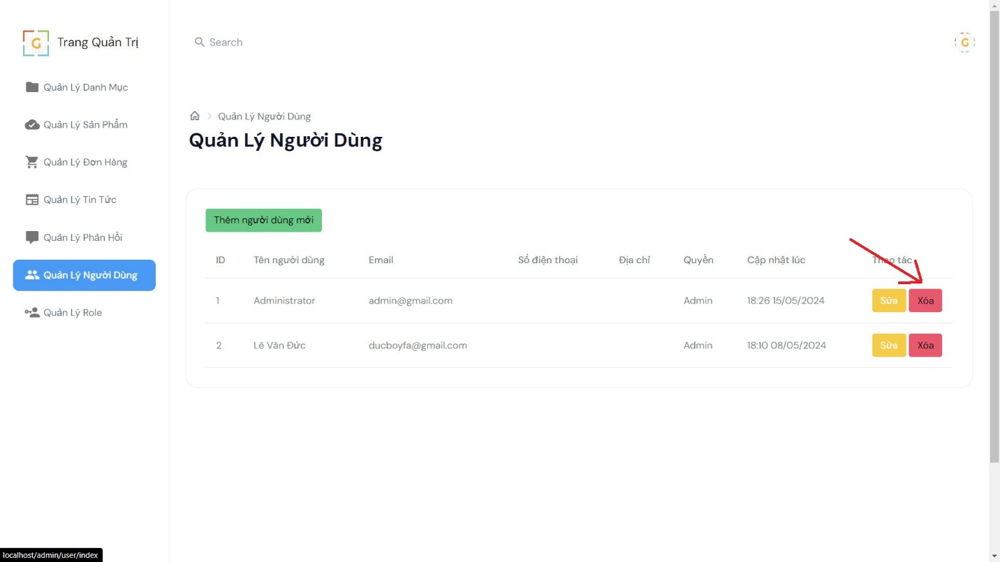 G Trang Quản Trị
Search
G
Quản Lý Danh Mục
Quản Lý Sản Phẩm
Quản Lý Đơn Hàng
Quản Lý Tin Tức
Quản Lý Phản Hồi
Quản Lý Người Dùng
Quản Lý Role
Quản Lý Người Dùng
Quản Lý Người Dùng
Thêm người dùng mới
ID Tên người dùng Email Số điện thoại Địa chỉ Quyền Cập nhật lúc Thao tác
1 Administrator admin@gmail.com Admin 18:26 15/05/2024 Sửa Xóa
2 Lê Văn Đức ducboyfa@gmail.com Admin 18:10 08/05/2024 Sửa Xóa
localhost/admin/user/index